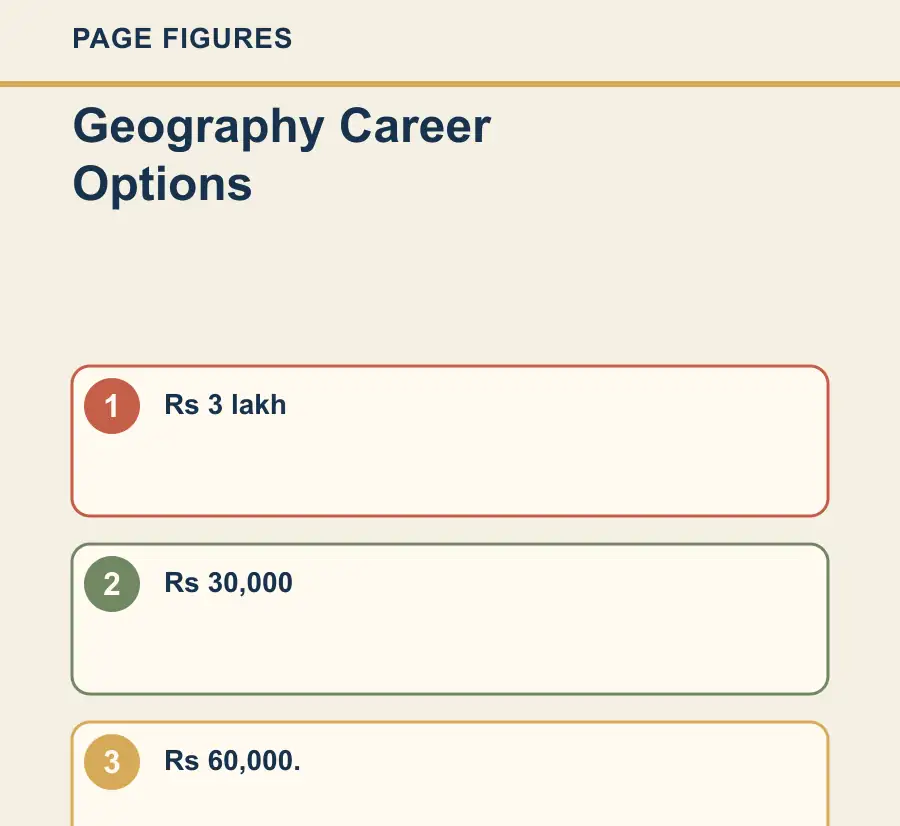 PAGE FIGURES
Geography Career
Options
1 Rs 3 lakh
2 Rs 30,000
3 Rs 60,000.